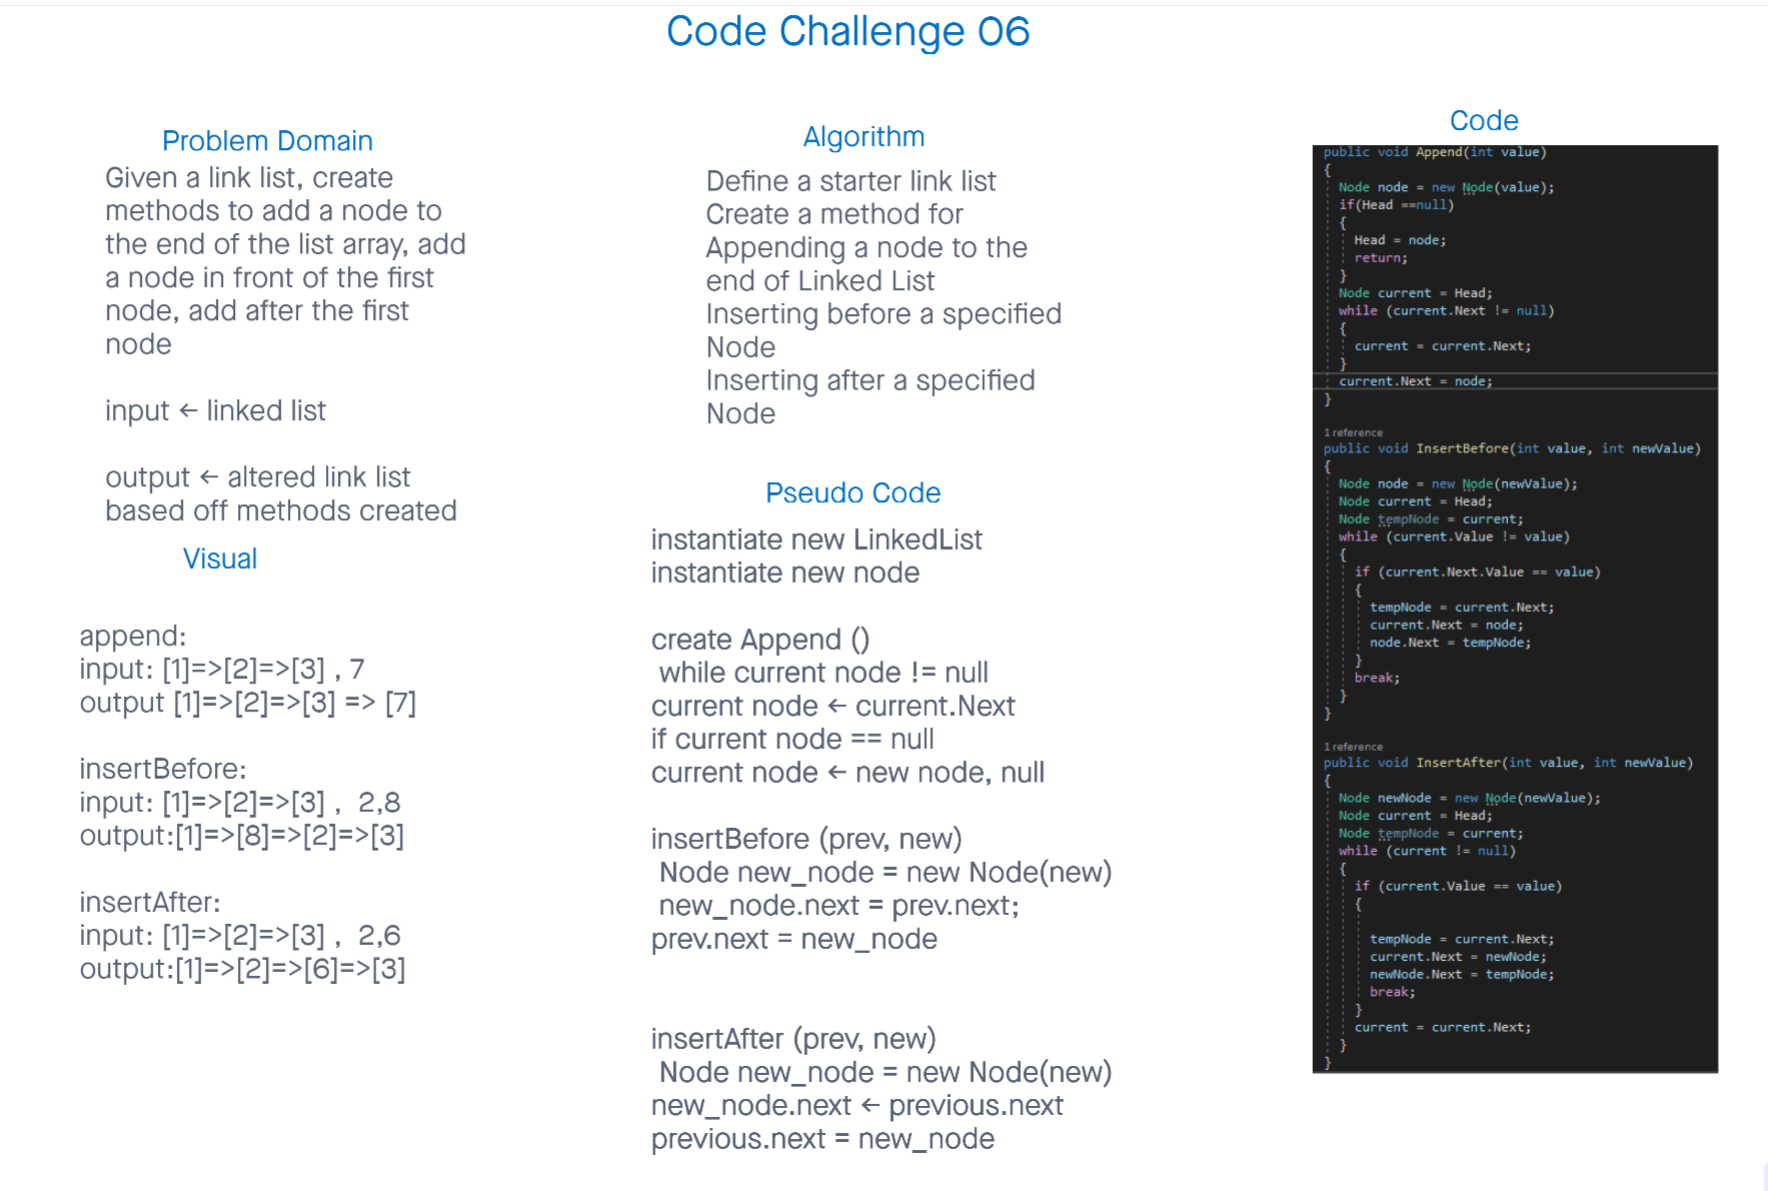 Code Challenge 06
Problem Domain
Given a link list, create
methods to add a node to
the end of the list array, add
a node in front of the first
node, add after the first
node
input ← linked list
output ← altered link list
based off methods created
Visual
append:
input: [1]=>[2]=>[3] , 7
output [1]=>[2]=>[3] => [7]
insertBefore:
input: [1]=>[2]=>[3] ,  2,8
output:[1]=>[8]=>[2]=>[3]
insertAfter:
input: [1]=>[2]=>[3] ,  2,6
output:[1]=>[2]=>[6]=>[3]
Algorithm
Define a starter link list
Create a method for
Appending a node to the
end of Linked List
Inserting before a specified
Node
Inserting after a specified
Node
Pseudo Code
instantiate new LinkedList
instantiate new node
create Append ()
while current node != null
current node ← current.Next
if current node == null
current node ← new node, null
insertBefore (prev, new)
Node new_node = new Node(new)
new_node.next = prev.next;
prev.next = new_node
insertAfter (prev, new)
Node new_node = new Node(new)
new_node.next ← previous.next
previous.next = new_node
Code
public void Append(int value)
{
Node node = new Node(value);
if(Head ==null)
{
Head = node;
return;
}
Node current = Head;
while (current.Next != null)
{
current = current.Next;
}
current.Next = node;
}
1 reference
public void InsertBefore(int value, int newValue)
{
Node node = new Node(newValue);
Node current = Head;
Node tempNode = current;
while (current.Value != value)
{
if (current.Next.Value == value)
{
tempNode = current.Next;
current.Next = node;
node.Next = tempNode;
}
break;
}
}
1 reference
public void InsertAfter(int value, int newValue)
{
Node newNode = new Node(newValue);
Node current = Head;
Node tempNode = current;
while (current != null)
{
if (current.Value == value)
{
tempNode = current.Next;
current.Next = newNode;
newNode.Next = tempNode;
break;
}
current = current.Next;
}
}